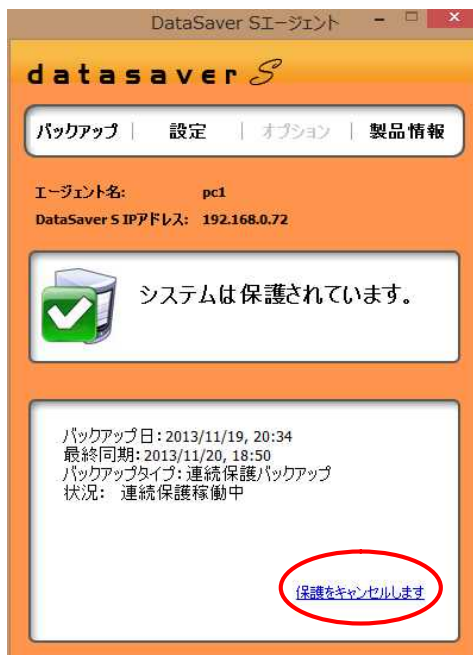 DataSaver Sエージェント
datasaver S
バックアップ | 設定 | オプション | 製品情報
エージェント名: pc1
DataSaver S IPアドレス: 192.168.0.72
システムは保護されています。
バックアップ日: 2013/11/19, 20:34
最終同期: 2013/11/20, 18:50
バックアップタイプ: 連続保護バックアップ
状況: 連続保護稼働中
保護をキャンセルします